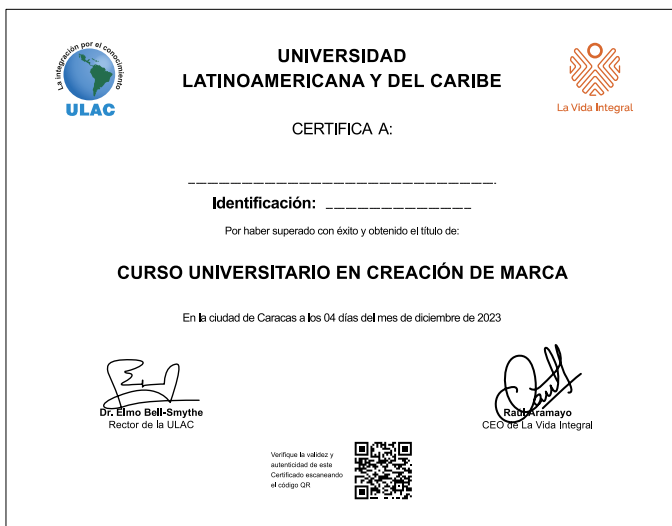 La integración por el conocimiento
ULAC
UNIVERSIDAD
LATINOAMERICANA Y DEL CARIBE
La Vida Integral
CERTIFICA A:
Identificación:
Por haber superado con éxito y obtenido el título de:
CURSO UNIVERSITARIO EN CREACIÓN DE MARCA
En la ciudad de Caracas a los 04 días del mes de diciembre de 2023
Dr. Elmo Bell-Smythe
Rector de la ULAC
Raúl Aramayo
CEO de La Vida Integral
Verifique la validez y
autenticidad de este
Certificado escaneando
el código QR